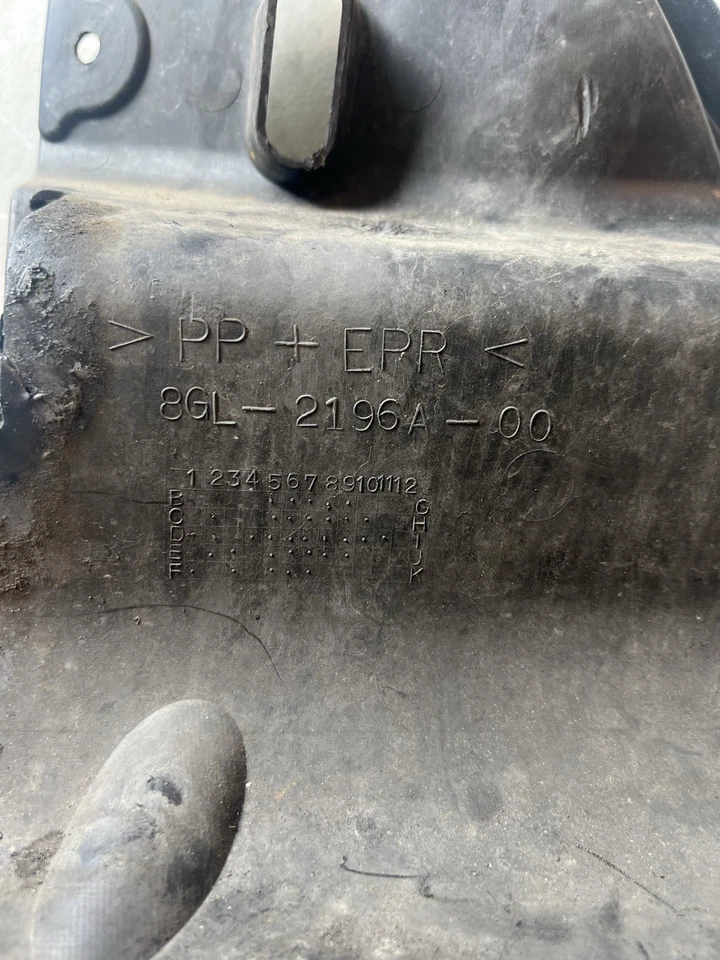 > PP + EPR <
8GL-2196A-00
1 2 3 4 5 6 7 8 9 10 11 12
B G
C H
D I
E J
F K